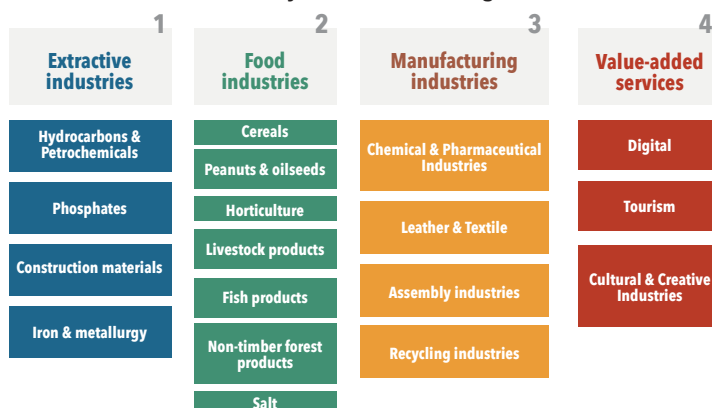 1
Extractive
industries
Hydrocarbons &
Petrochemicals
Phosphates
Construction materials
Iron & metallurgy
2
Food
industries
Cereals
Peanuts & oilseeds
Horticulture
Livestock products
Fish products
Non-timber forest
products
Salt
3
Manufacturing
industries
Chemical & Pharmaceutical
Industries
Leather & Textile
Assembly industries
Recycling industries
4
Value-added
services
Digital
Tourism
Cultural & Creative
Industries